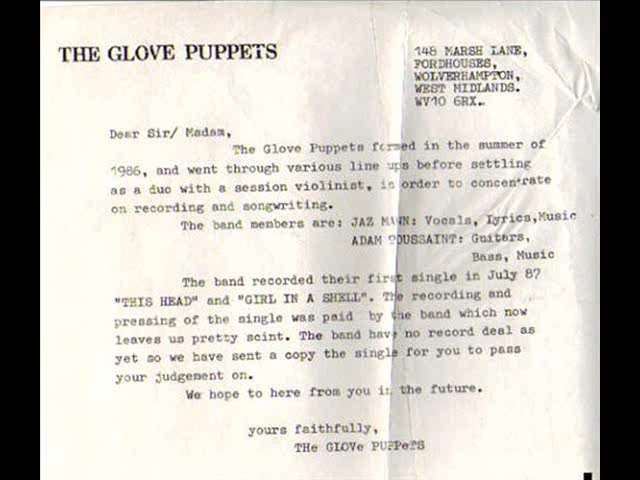 THE GLOVE PUPPETS
148 MARSH LANE,
FORDHOUSES,
WOLVERHAMPTON,
WEST MIDLANDS.
WV10 6RX..
Dear Sir/ Madam,
The Glove Puppets formed in the summer of
1986, and went through various line ups before settling
as a duo with a session violinist, in order to concentrate
on recording and songwriting.
The band members are: JAZ MANN: Vocals, Lyrics,Music
ADAM TOUSSAINT: Guitars,
Bass, Music
The band recorded their first single in July 87
"THIS HEAD" and "GIRL IN A SHELL". The recording and
pressing of the single was paid by the band which now
leaves us pretty scint. The band have no record deal as
yet so we have sent a copy the single for you to pass
your judgement on.
We hope to here from you in the future.
yours faithfully,
THe GlOVe PUPPeTS